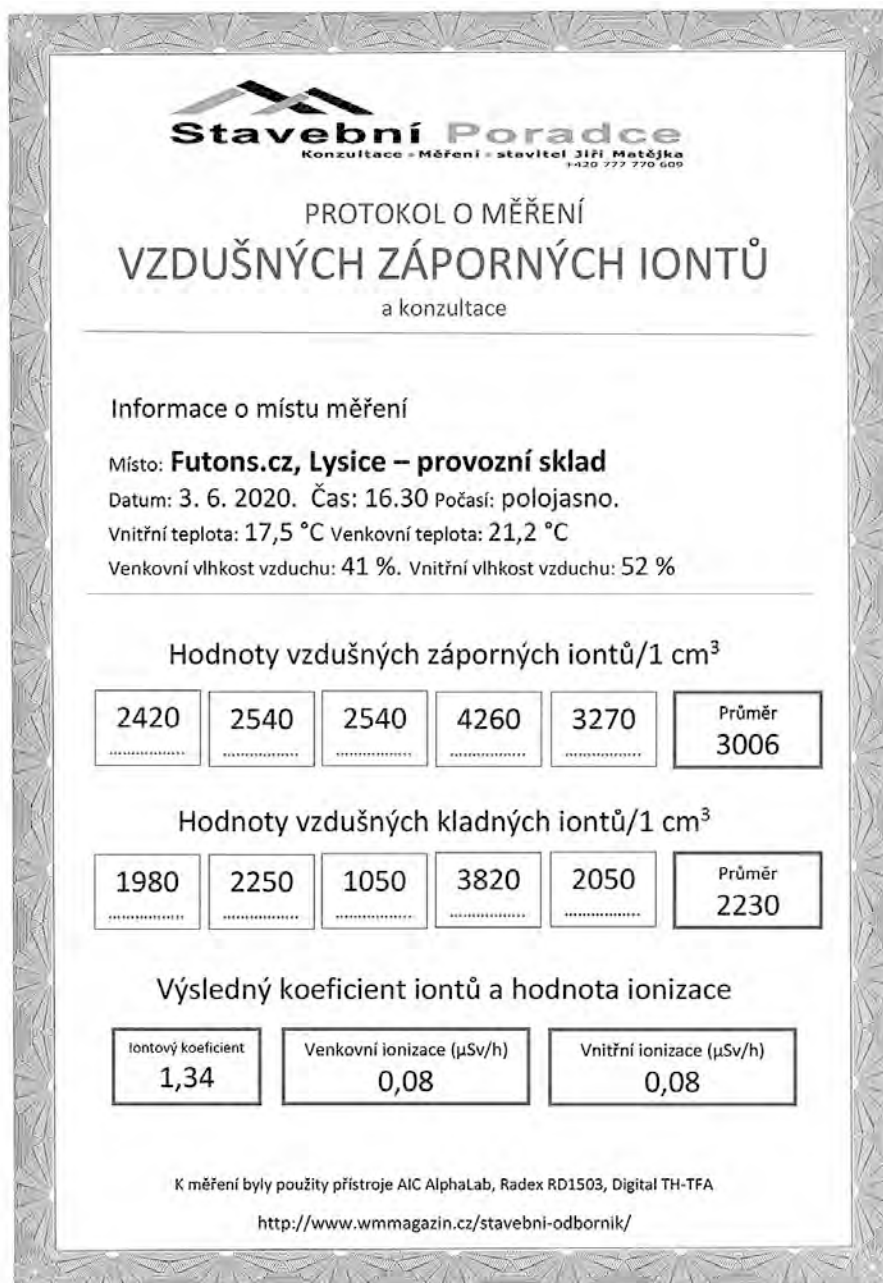 Stavební Poradce
Konzultace - Měření - stavitel Jiří Matějka
+420 777 770 609
PROTOKOL O MĚŘENÍ
VZDUŠNÝCH ZÁPORNÝCH IONTŮ
a konzultace
Informace o místu měření
Místo: Futons.cz, Lysice – provozní sklad
Datum: 3. 6. 2020. Čas: 16.30 Počasí: polojasno.
Vnitřní teplota: 17,5 °C Venkovní teplota: 21,2 °C
Venkovní vlhkost vzduchu: 41 %. Vnitřní vlhkost vzduchu: 52 %
Hodnoty vzdušných záporných iontů/1 cm³
2420 2540 2540 4260 3270 Průměr 3006
Hodnoty vzdušných kladných iontů/1 cm³
1980 2250 1050 3820 2050 Průměr 2230
Výsledný koeficient iontů a hodnota ionizace
Iontový koeficient Venkovní ionizace (µSv/h) Vnitřní ionizace (µSv/h)
1,34 0,08 0,08
K měření byly použity přístroje AIC AlphaLab, Radex RD1503, Digital TH-TFA
http://www.wmmagazin.cz/stavebni-odbornik/